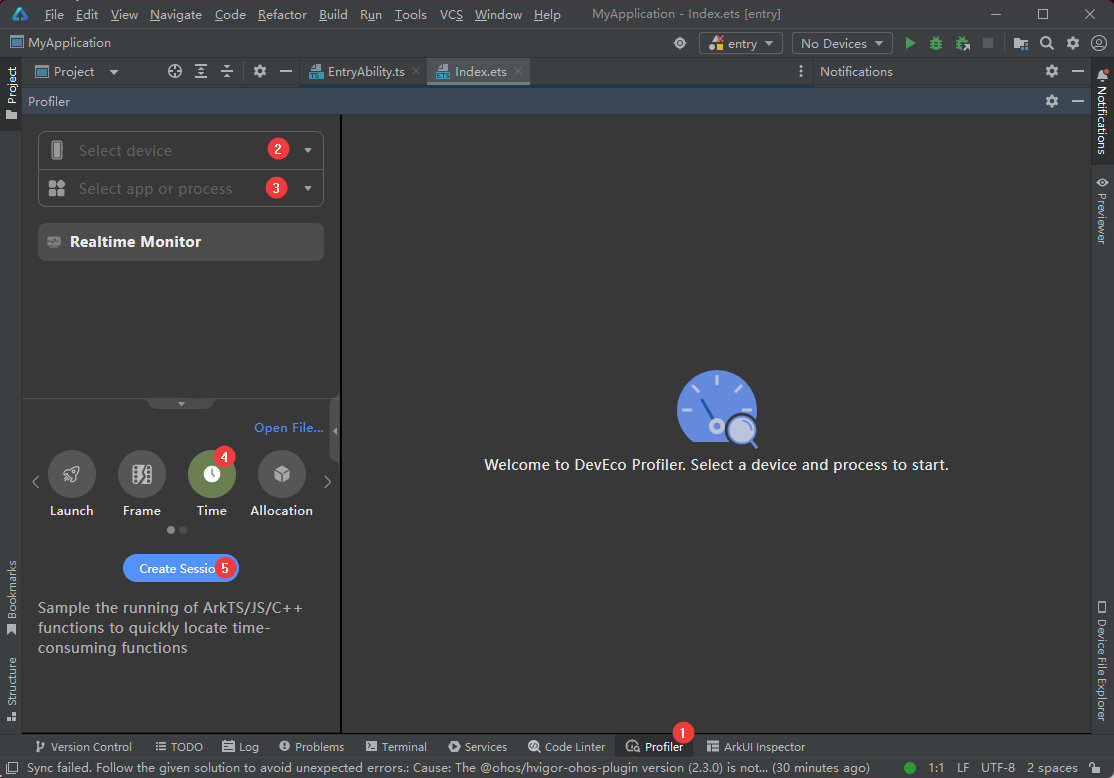 File Edit View Navigate Code Refactor Build Run Tools VCS Window Help MyApplication - Index.ets [entry]
MyApplication entry No Devices
Project EntryAbility.ts Index.ets Notifications
Profiler
Project
Notifications
Previewer
Select device 2
Select app or process 3
Realtime Monitor
Open File...
4
Launch Frame Time Allocation
Create Sessio 5
Sample the running of ArkTS/JS/C++
functions to quickly locate time-
consuming functions
Welcome to DevEco Profiler. Select a device and process to start.
Bookmarks
Structure
Device File Explorer
1
Version Control TODO Log Problems Terminal Services Code Linter Profiler ArkUI Inspector
Sync failed. Follow the given solution to avoid unexpected errors.: Cause: The @ohos/hvigor-ohos-plugin version (2.3.0) is not... (30 minutes ago) 1:1 LF UTF-8 2 spaces